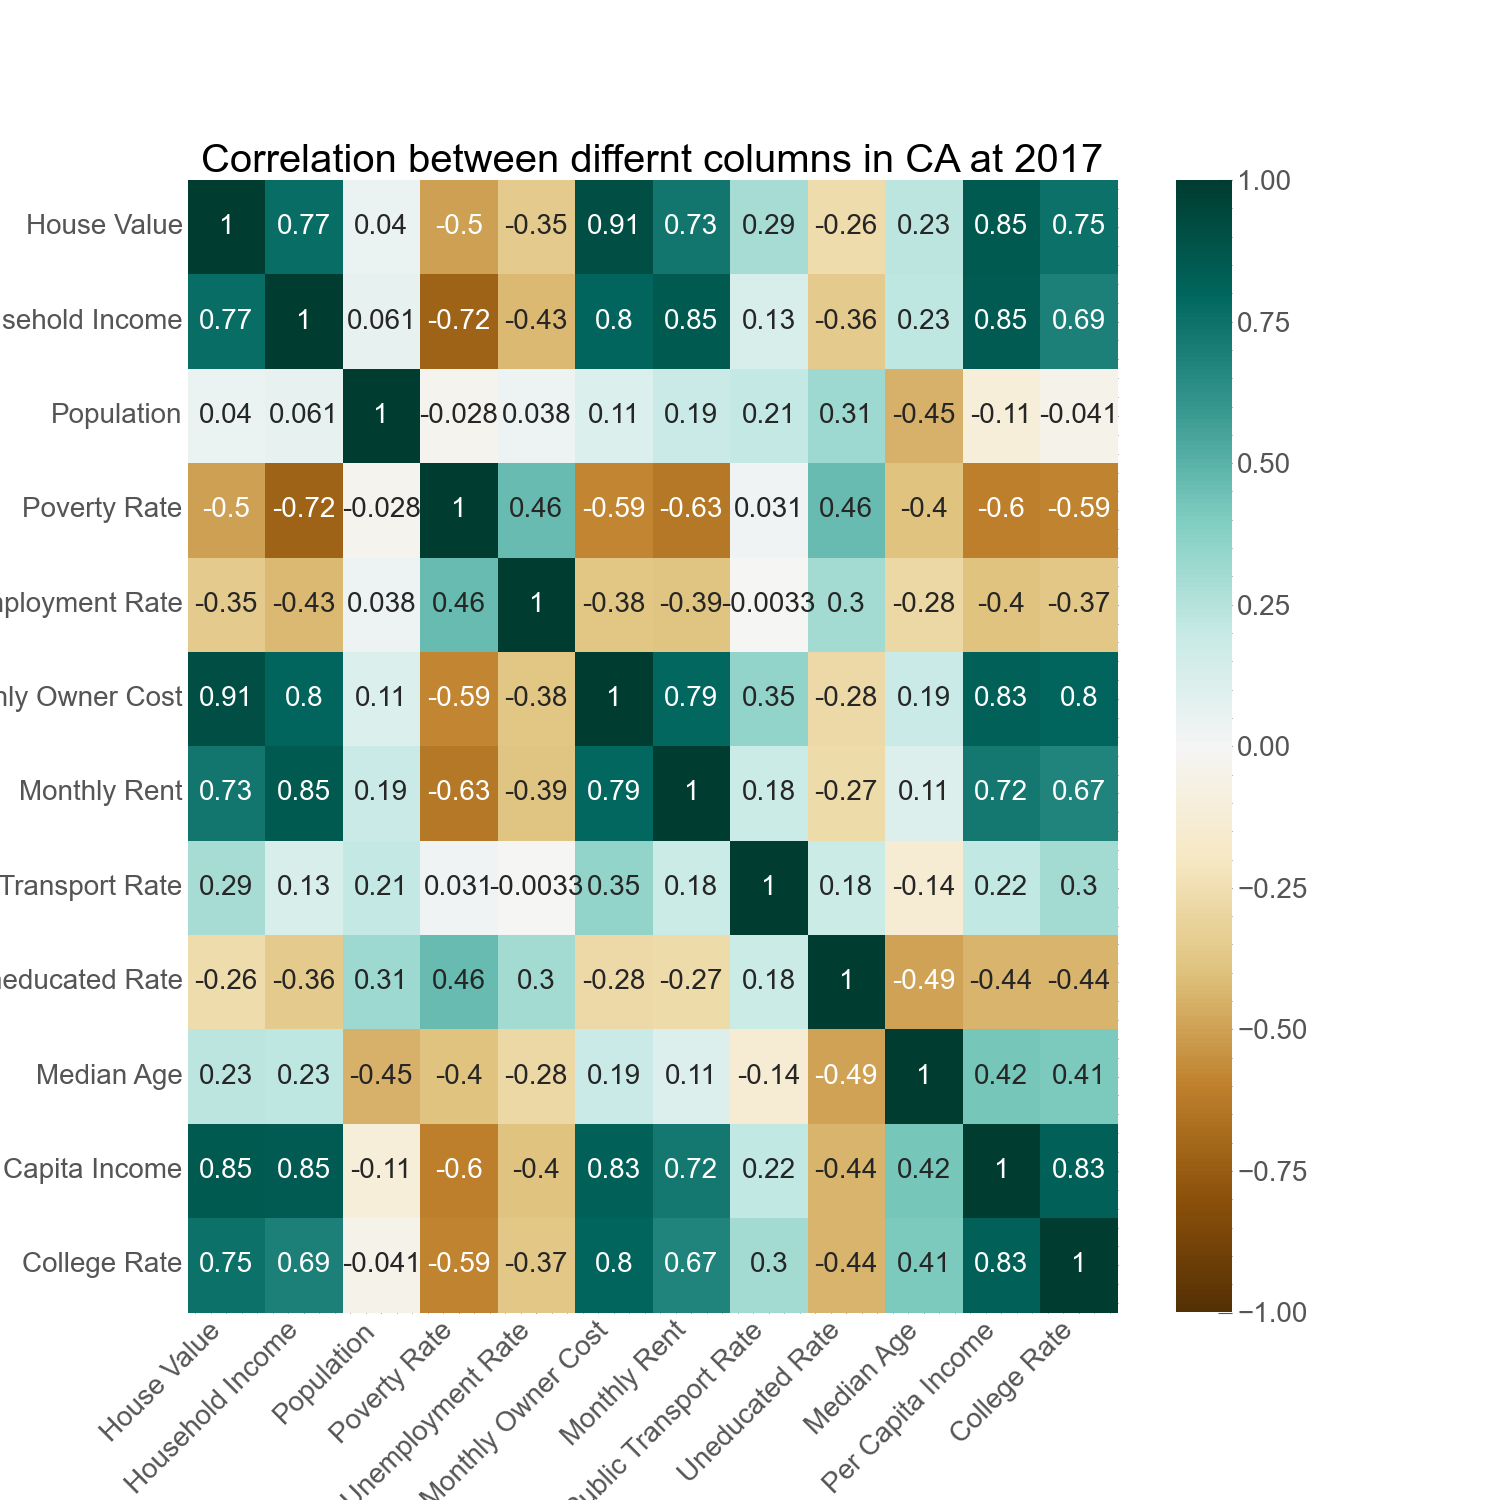 Correlation between differnt columns in CA at 2017
House Value 1 0.77 0.04 -0.5 -0.35 0.91 0.73 0.29 -0.26 0.23 0.85 0.75
sehold Income 0.77 1 0.061 -0.72 -0.43 0.8 0.85 0.13 -0.36 0.23 0.85 0.69
Population 0.04 0.061 1 -0.028 0.038 0.11 0.19 0.21 0.31 -0.45 -0.11 -0.041
Poverty Rate -0.5 -0.72 -0.028 1 0.46 -0.59 -0.63 0.031 0.46 -0.4 -0.6 -0.59
ployment Rate -0.35 -0.43 0.038 0.46 1 -0.38 -0.39 -0.0033 0.3 -0.28 -0.4 -0.37
ly Owner Cost 0.91 0.8 0.11 -0.59 -0.38 1 0.79 0.35 -0.28 0.19 0.83 0.8
Monthly Rent 0.73 0.85 0.19 -0.63 -0.39 0.79 1 0.18 -0.27 0.11 0.72 0.67
Transport Rate 0.29 0.13 0.21 0.031 -0.0033 0.35 0.18 1 0.18 -0.14 0.22 0.3
educated Rate -0.26 -0.36 0.31 0.46 0.3 -0.28 -0.27 0.18 1 -0.49 -0.44 -0.44
Median Age 0.23 0.23 -0.45 -0.4 -0.28 0.19 0.11 -0.14 -0.49 1 0.42 0.41
Capita Income 0.85 0.85 -0.11 -0.6 -0.4 0.83 0.72 0.22 -0.44 0.42 1 0.83
College Rate 0.75 0.69 -0.041 -0.59 -0.37 0.8 0.67 0.3 -0.44 0.41 0.83 1
House Value
Household Income
Population
Poverty Rate
Unemployment Rate
Monthly Owner Cost
Monthly Rent
Public Transport Rate
Uneducated Rate
Median Age
Per Capita Income
College Rate
1.00
0.75
0.50
0.25
0.00
−0.25
−0.50
−0.75
−1.00